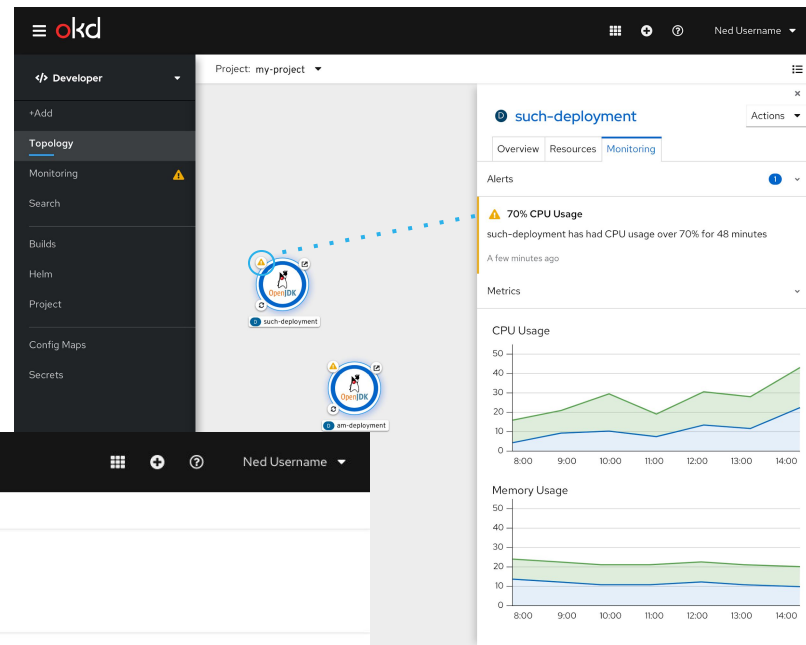 okd
Ned Username
Developer
Project: my-project
+Add
Topology
Monitoring
Search
Builds
Helm
Project
Config Maps
Secrets
OpenJDK
D such-deployment
OpenJDK
D am-deployment
D such-deployment
Actions
Overview Resources Monitoring
Alerts 1
70% CPU Usage
such-deployment has had CPU usage over 70% for 48 minutes
A few minutes ago
Metrics
CPU Usage
50
40
30
20
10
0
8:00 9:00 10:00 11:00 12:00 13:00 14:00
Memory Usage
50
40
30
20
10
0
8:00 9:00 10:00 11:00 12:00 13:00 14:00
Ned Username